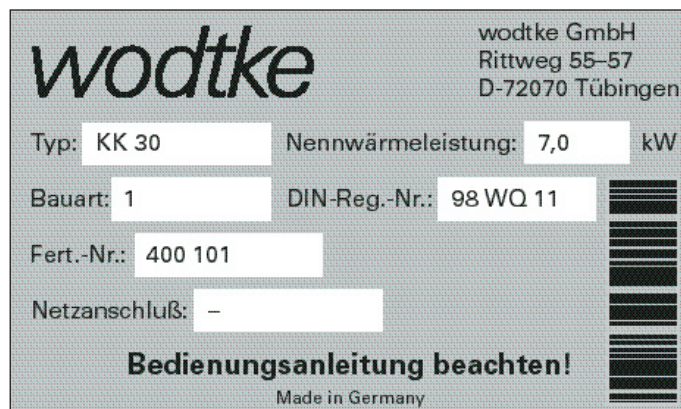 wodtke
wodtke GmbH
Rittweg 55–57
D-72070 Tübingen
Typ: KK 30 Nennwärmeleistung: 7,0 kW
Bauart: 1 DIN-Reg.-Nr.: 98 WQ 11
Fert.-Nr.: 400 101
Netzanschluß: –
Bedienungsanleitung beachten!
Made in Germany